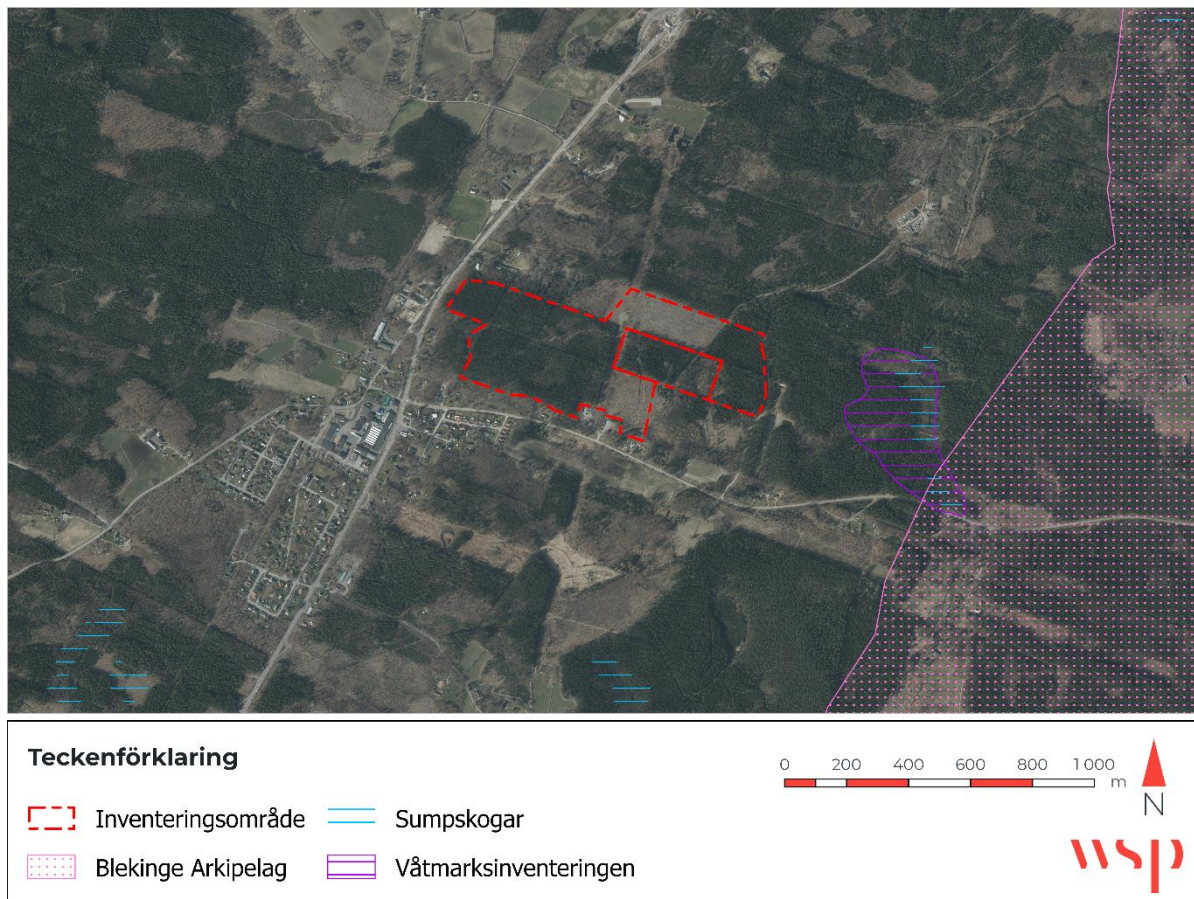 Teckenförklaring
0 200 400 600 800 1 000
m
N
Inventeringsområde Sumpskogar
Blekinge Arkipelag Våtmarksinventeringen
wsp